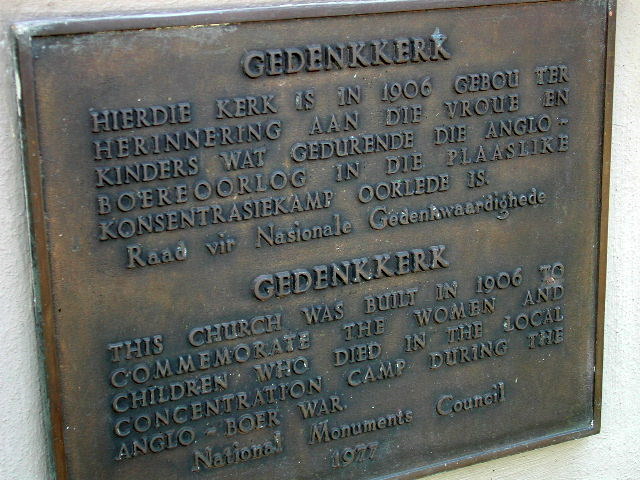 GEDENKKERK
HIERDIE KERK IS IN 1906 GEBOU TER
HERINNERING AAN DIE VROUE EN
KINDERS WAT GEDURENDE DIE ANGLO-
BOEREOORLOG IN DIE PLAASLIKE
KONSENTRASIEKAMP OORLEDE IS.
Raad vir Nasionale Gedenkwaardighede
GEDENKKERK
THIS CHURCH WAS BUILT IN 1906 TO
COMMEMORATE THE WOMEN AND
CHILDREN WHO DIED IN THE LOCAL
CONCENTRATION CAMP DURING THE
ANGLO-BOER WAR.
National Monuments Council
1977